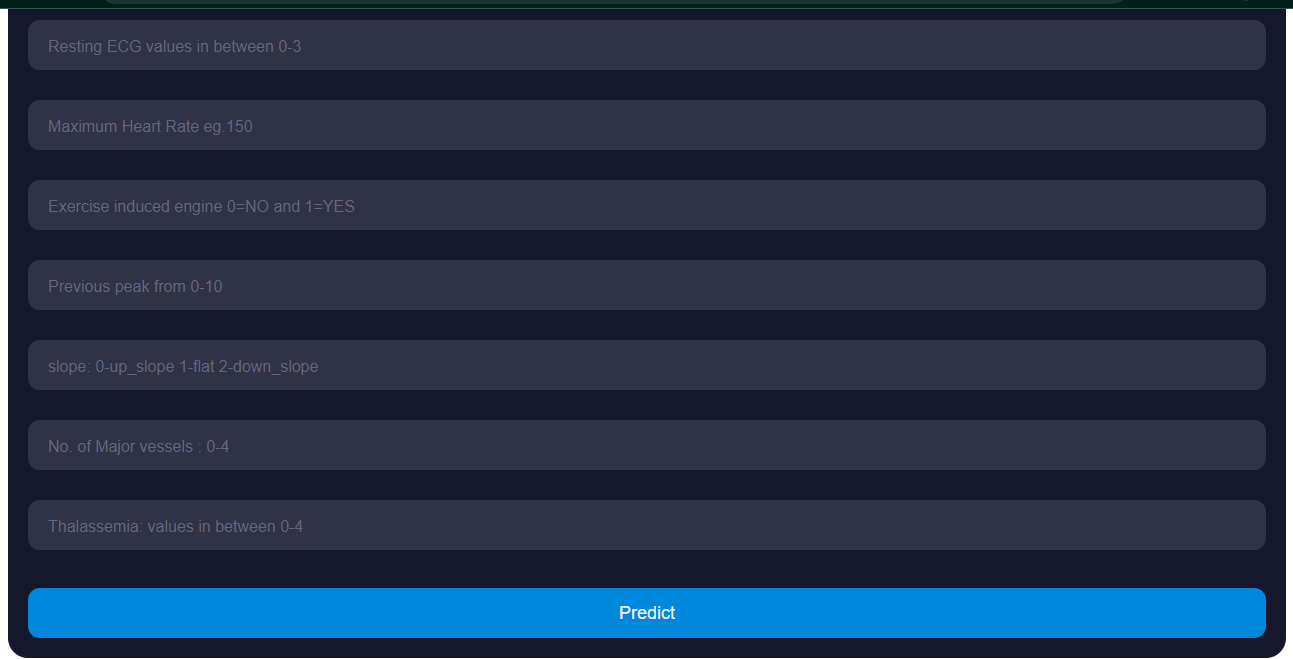 Resting ECG values in between 0-3
Maximum Heart Rate eg.150
Exercise induced engine 0=NO and 1=YES
Previous peak from 0-10
slope: 0-up_slope 1-flat 2-down_slope
No. of Major vessels : 0-4
Thalassemia: values in between 0-4
Predict